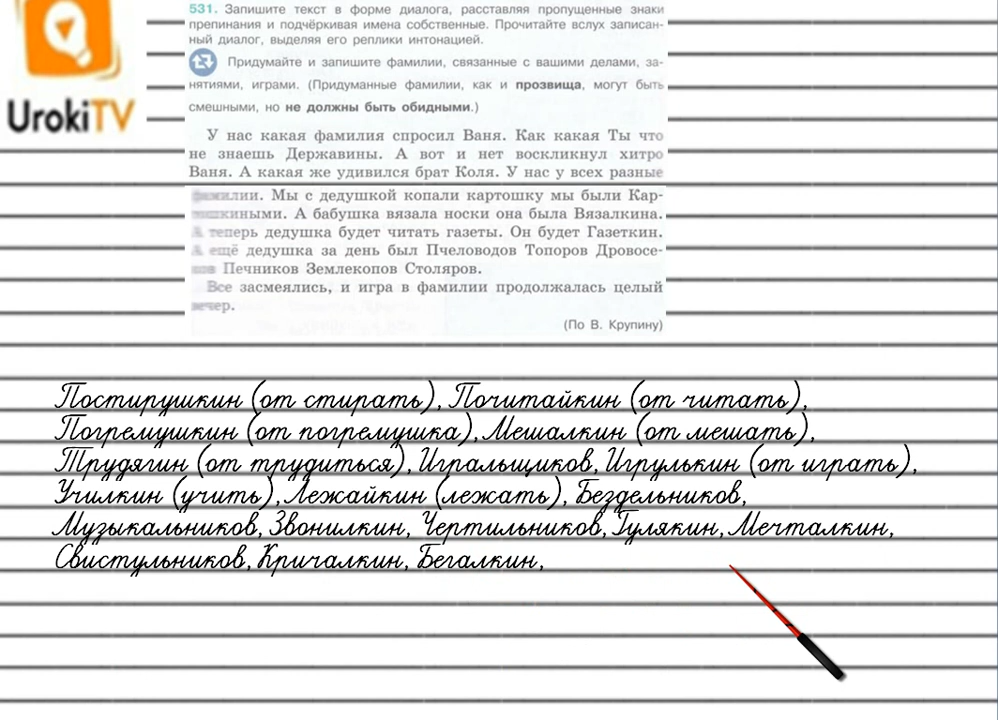 531. Запишите текст в форме диалога, расставляя пропущенные знаки
препинания и подчёркивая имена собственные. Прочитайте вслух записан-
ный диалог, выделяя его реплики интонацией.
Придумайте и запишите фамилии, связанные с вашими делами, за-
нятиями, играми. (Придуманные фамилии, как и прозвища, могут быть
смешными, но не должны быть обидными.)
UrokiTV
У нас какая фамилия спросил Ваня. Как какая Ты что
не знаешь Державины. А вот и нет воскликнул хитро
Ваня. А какая же удивился брат Коля. У нас у всех разные
фамилии. Мы с дедушкой копали картошку мы были Кар-
тошкиными. А бабушка вязала носки она была Вязалкина.
А теперь дедушка будет читать газеты. Он будет Газеткин.
А ещё дедушка за день был Пчеловодов Топоров Дровосе-
Печников Землекопов Столяров.
Все засмеялись, и игра в фамилии продолжалась целый
вечер.
(По В. Крупину)
Постирушкин (от стирать), Почитайкин (от читать),
Погремушкин (от погремушка), Мешалкин (от мешать),
Трудягин (от трудиться), Игральщиков, Игрулькин (от играть),
Училкин (учить), Лежайкин (лежать), Бездельников,
Музыкальников, Звонилкин, Чертильников, Гулякин, Мечталкин,
Свистульников, Кричалкин, Бегалкин,